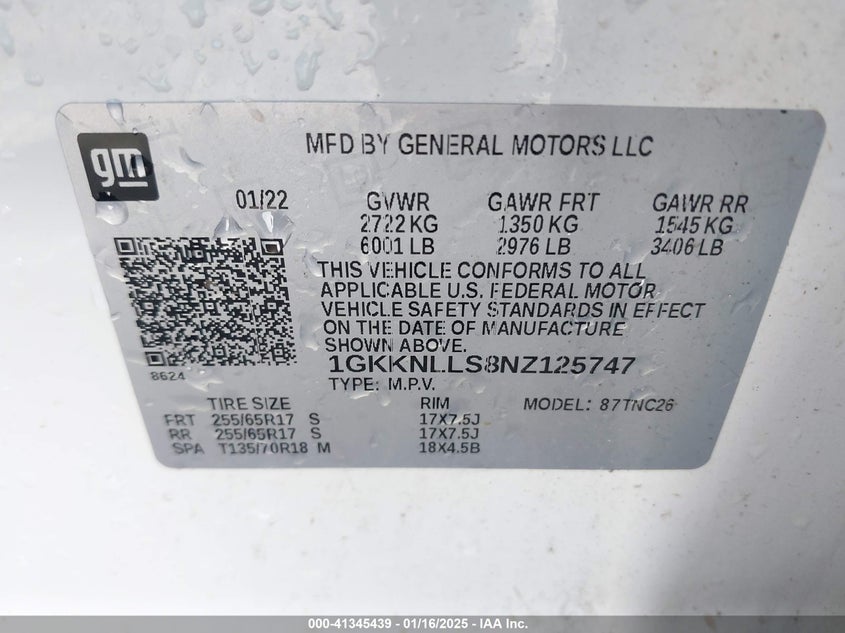 gm
MFD BY GENERAL MOTORS LLC
01/22 GVWR GAWR FRT GAWR RR
2722 KG 1350 KG 1545 KG
6001 LB 2976 LB 3406 LB
THIS VEHICLE CONFORMS TO ALL
APPLICABLE U.S. FEDERAL MOTOR
VEHICLE SAFETY STANDARDS IN EFFECT
ON THE DATE OF MANUFACTURE
SHOWN ABOVE.
1GKKNLLS8NZ125747
8624
TYPE: M.P.V.
TIRE SIZE RIM MODEL: 87TNC26
FRT 255/65R17 S 17X7.5J
RR 255/65R17 S 17X7.5J
SPA T135/70R18 M 18X4.5B
000-41345439 - 01/16/2025 - IAA Inc.